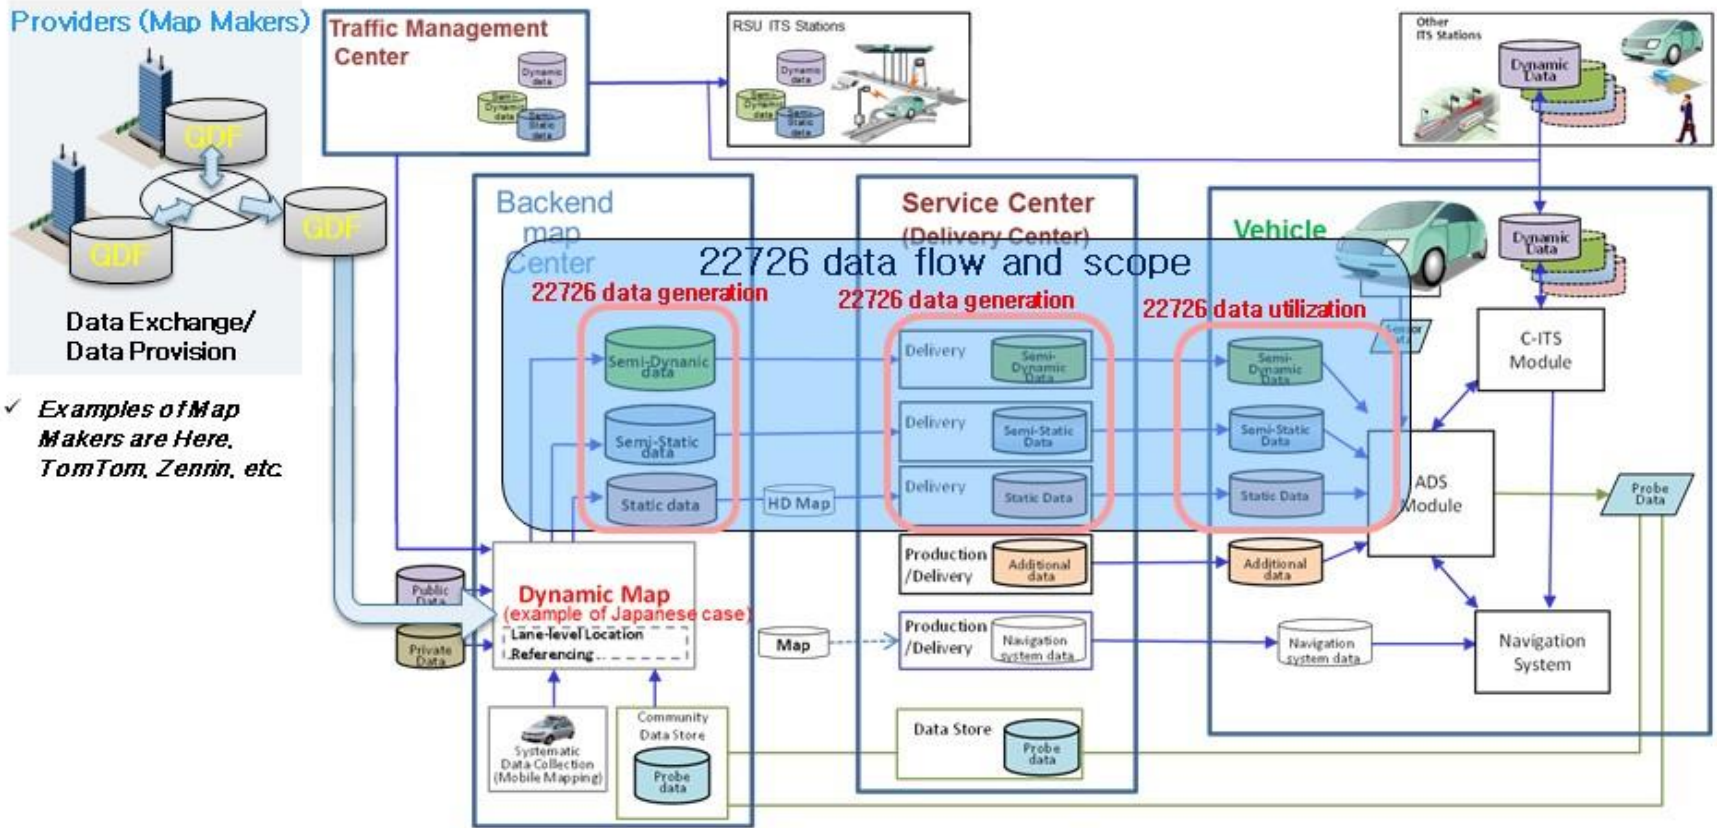 Providers (Map Makers)
GDF
GDF
GDF
Data Exchange/
Data Provision
✓ Examples of Map
Makers are Here,
TomTom, Zenrin, etc.
Traffic Management
Center
Dynamic
data
Semi-
Dynamic
data
Semi-
Static
data
RSU ITS Stations
Dynamic
data
Semi-
Dynamic
data
Semi-
Static
data
Other
ITS Stations
Dynamic
Data
Backend
map
Center
Service Center
(Delivery Center)
Vehicle
Dynamic
Data
22726 data flow and scope
22726 data generation
22726 data generation
22726 data utilization
Sensor
Data
C-ITS
Module
Semi-Dynanic
data
Delivery
Semi-
Dynamic
Data
Semi-
Dynamic
Data
Semi-Static
data
Delivery
Semi-Static
Data
Semi-Static
Data
Static data
HD Map
Delivery
Static Data
Static Data
ADS
Module
Probe
Data
Production
/Delivery
Additional
data
Additional
data
Public
Data
Private
Data
Dynamic Map
(example of Japanese case)
Lane-level Location
Referencing
Map
Production
/Delivery
Navigation
system data
Navigation
system data
Navigation
System
Systematic
Data Collection
(Mobile Mapping)
Community
Data Store
Probe
data
Data Store
Probe
data